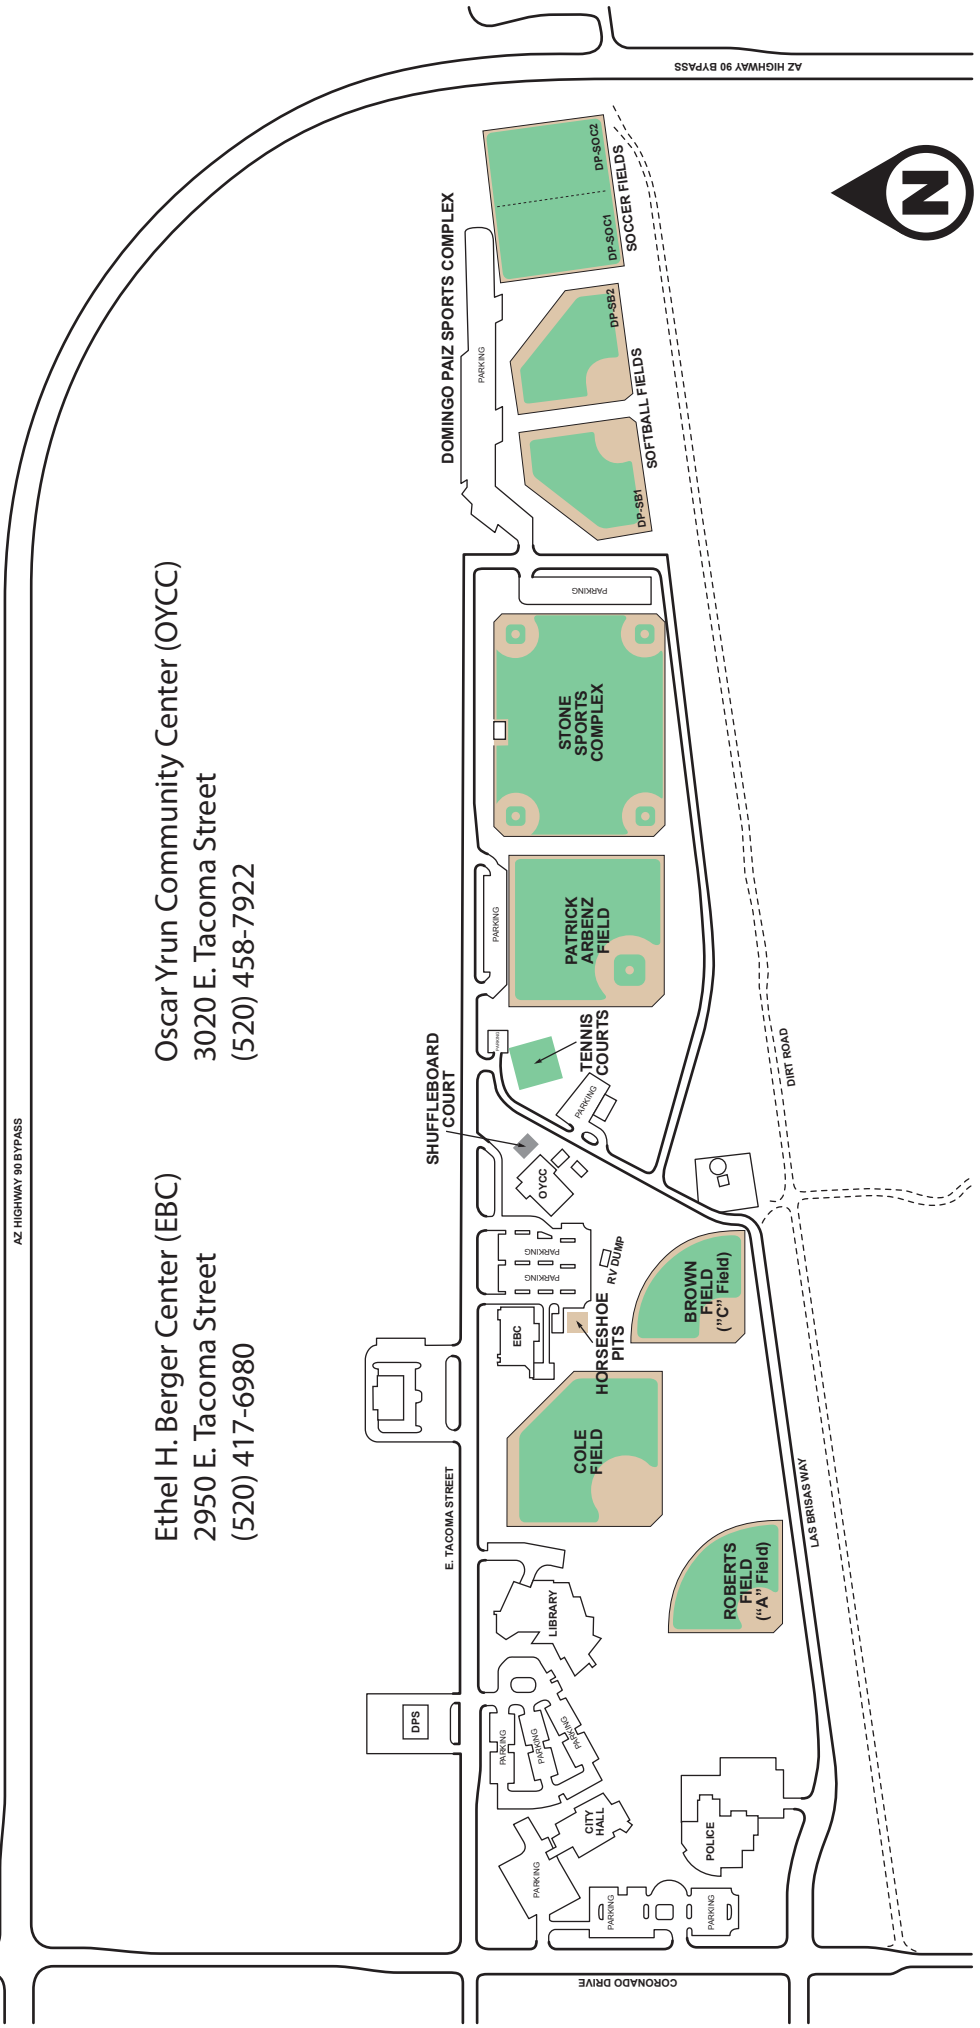 AZ HIGHWAY 90 BYPASS
AZ HIGHWAY 90 BYPASS
Ethel H. Berger Center (EBC)
2950 E. Tacoma Street
(520) 417-6980
Oscar Yrun Community Center (OYCC)
3020 E. Tacoma Street
(520) 458-7922
N
DPS
E. TACOMA STREET
SHUFFLEBOARD
COURT
DOMINGO PAIZ SPORTS COMPLEX
PARKING
PARKING
PARKING
PARKING
CITY
HALL
LIBRARY
EBC
PARKING
PARKING
OYCC
PARKING
PARKING
PARKING
PARKING
PARKING
PARKING
PARKING
POLICE
COLE
FIELD
HORSESHOE
PITS
RV DUMP
TENNIS
COURTS
PATRICK
ARBENZ
FIELD
STONE
SPORTS
COMPLEX
DP-SB1
DP-SB2
SOFTBALL FIELDS
DP-SOC1
DP-SOC2
SOCCER FIELDS
ROBERTS
FIELD
("A" Field)
BROWN
FIELD
("C" Field)
CORONADO DRIVE
LAS BRISAS WAY
DIRT ROAD